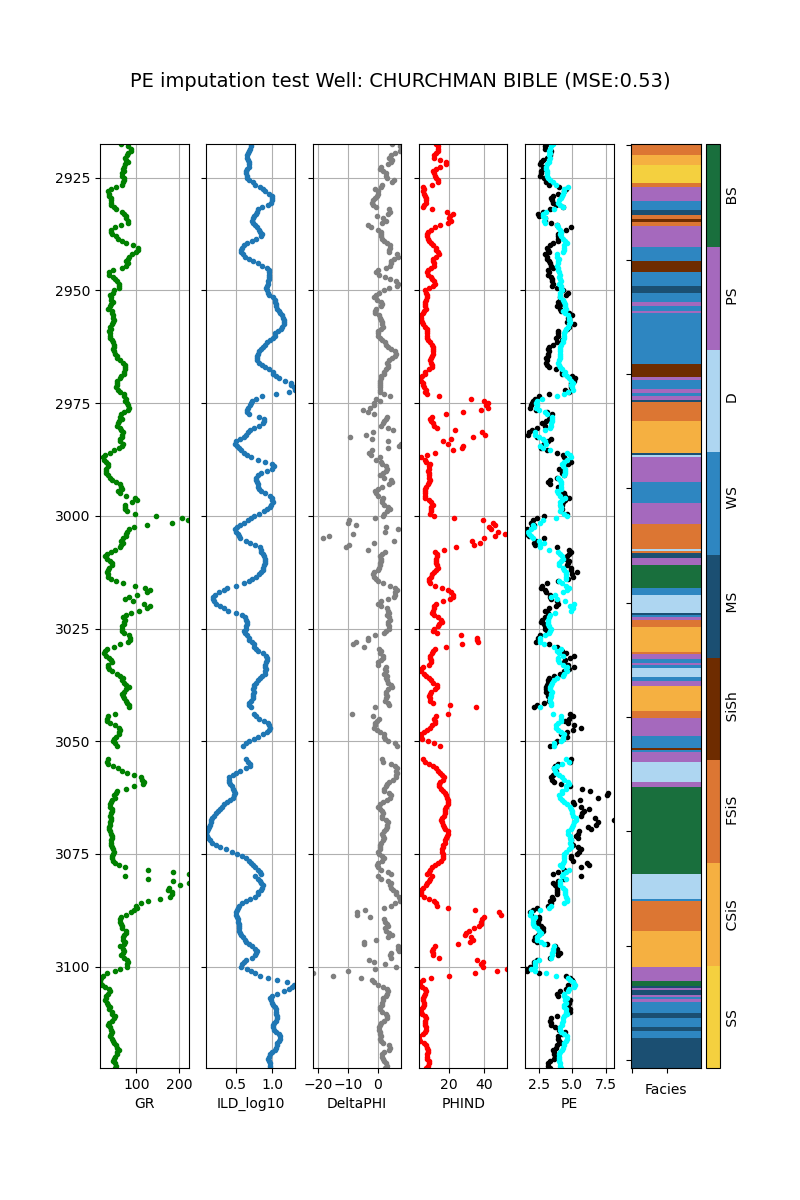 PE imputation test Well: CHURCHMAN BIBLE (MSE:0.53)
2925
2950
2975
3000
3025
3050
3075
3100
100 200
0.5 1.0
−20 −10 0
20 40
2.5 5.0 7.5
GR
ILD_log10
DeltaPHI
PHIND
PE
Facies
BS
PS
D
WS
MS
SiSh
FSiS
CSiS
SS